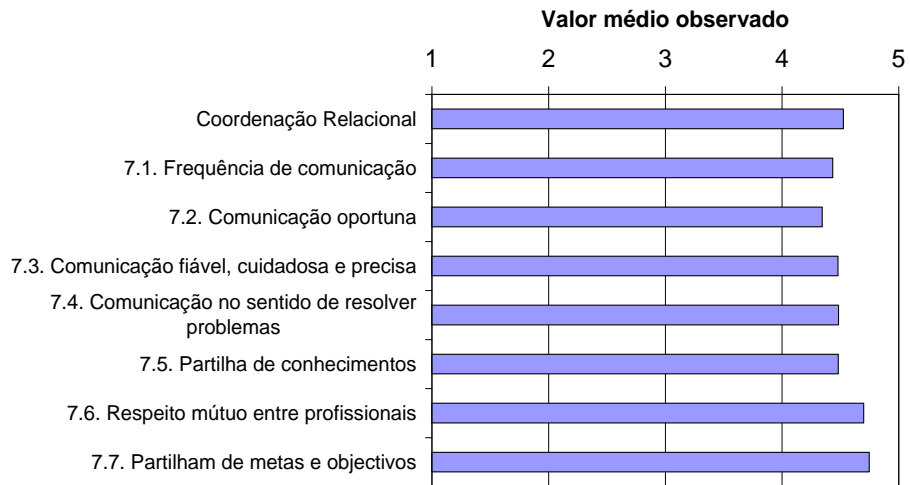 Valor médio observado
1 2 3 4 5
Coordenação Relacional
7.1. Frequência de comunicação
7.2. Comunicação oportuna
7.3. Comunicação fiável, cuidadosa e precisa
7.4. Comunicação no sentido de resolver
problemas
7.5. Partilha de conhecimentos
7.6. Respeito mútuo entre profissionais
7.7. Partilham de metas e objectivos